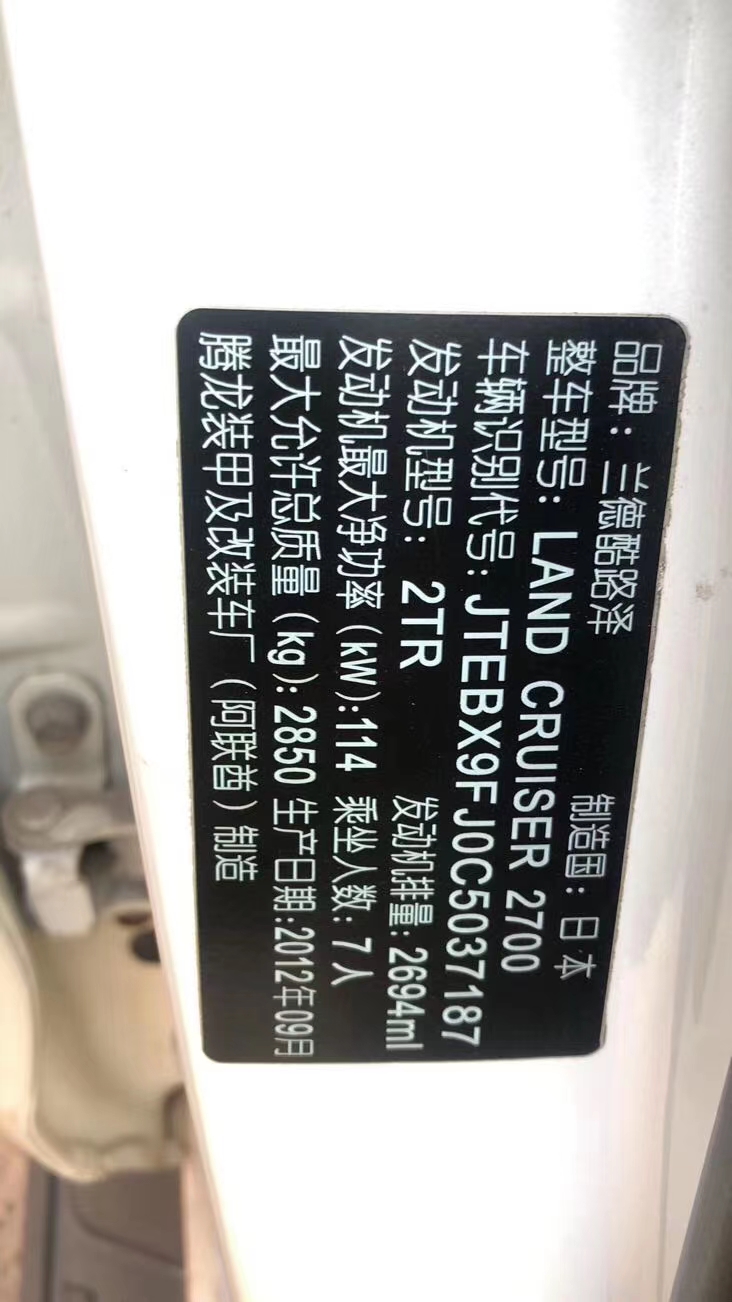 品牌：兰德酷路泽 制造国：日本
整车型号：LAND CRUISER 2700
车辆识别代号：JTEBX9FJ0C5037187
发动机型号：2TR 发动机排量：2694ml
发动机最大净功率（kW）：114 乘坐人数：7人
最大允许总质量（kg）：2850 生产日期：2012年09月
腾龙装甲及改装车厂（阿联酋）制造